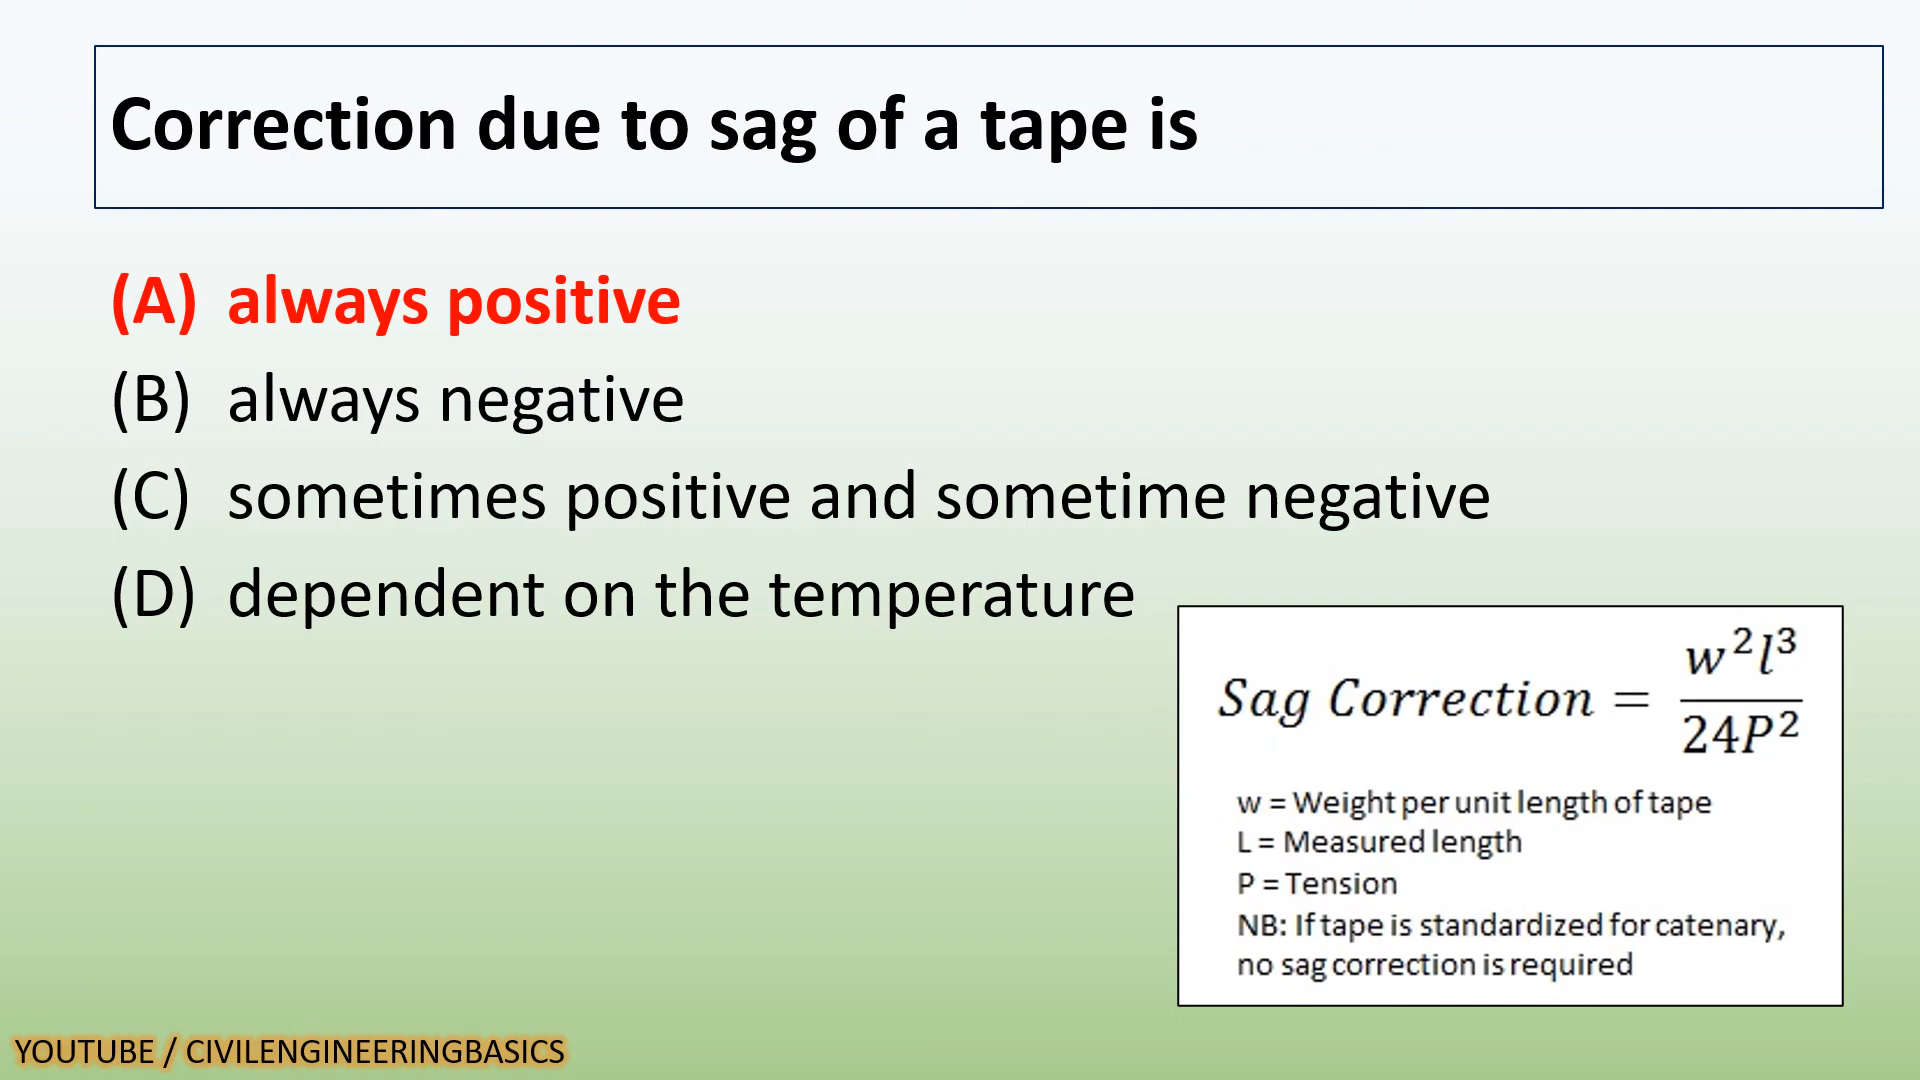 Correction due to sag of a tape is
(A) always positive
(B) always negative
(C) sometimes positive and sometime negative
(D) dependent on the temperature
Sag Correction = w²l³ / 24P²
w = Weight per unit length of tape
L = Measured length
P = Tension
NB: If tape is standardized for catenary,
no sag correction is required
YOUTUBE / CIVILENGINEERINGBASICS